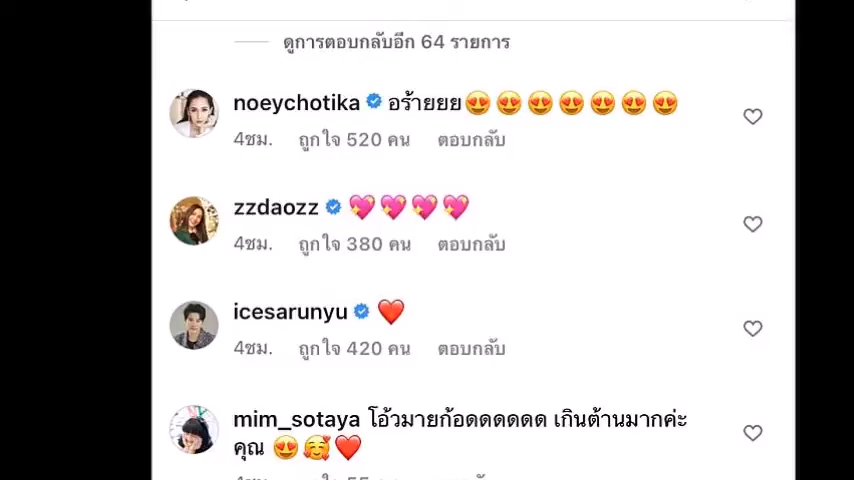 ดูการตอบกลับอีก 64 รายการ
noeychotika อร้ายยย😍😍😍😍😍😍😍
4ชม. ถูกใจ 520 คน ตอบกลับ
zzdaozz 💖💖💖💖
4ชม. ถูกใจ 380 คน ตอบกลับ
icesarunyu ❤️
4ชม. ถูกใจ 420 คน ตอบกลับ
mim_sotaya โอ้วมายก้อดดดดดด เกินต้านมากค่ะ
คุณ 😍🥰❤️